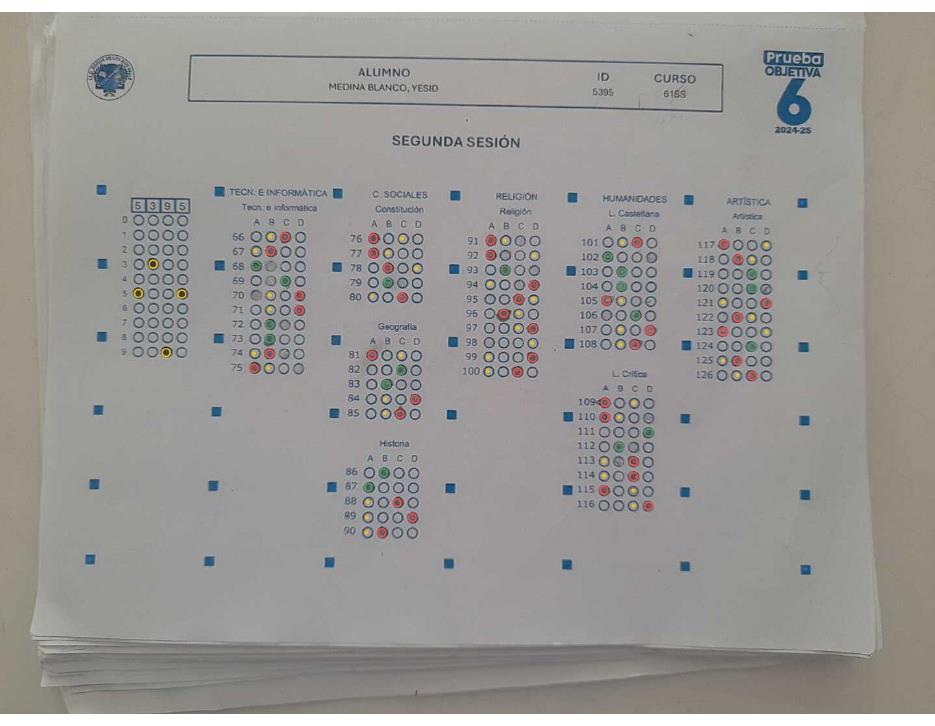 ALUMNO
MEDINA BLANCO, YESID
ID
5395
CURSO
Prueba
OBJETIVA
6
2024-25
SEGUNDA SESIÓN
5 3 9 5
0
1
2
3
4
5
6
7
8
9
TECN. E INFORMÁTICA
Tecn. e Informática
A B C D
66
67
68
69
70
71
72
73
74
75
C. SOCIALES
Constitución
A B C D
76
77
78
79
80
Geografía
A B C D
81
82
83
84
85
Historia
A B C D
86
87
88
89
90
RELIGIÓN
Religión
A B C D
91
92
93
94
95
96
97
98
99
100
HUMANIDADES
L. Castellana
A B C D
101
102
103
104
105
106
107
108
L. Crítica
A B C D
109
110
111
112
113
114
115
116
ARTÍSTICA
Artística
A B C D
117
118
119
120
121
122
123
124
125
126